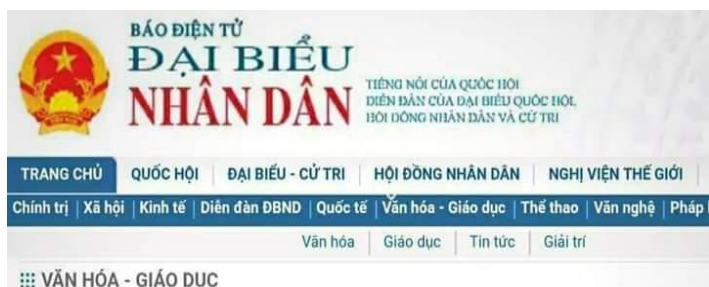 BÁO ĐIỆN TỬ
ĐẠI BIỂU
NHÂN DÂN
TIẾNG NÓI CỦA QUỐC HỘI
DIỄN ĐÀN CỦA ĐẠI BIỂU QUỐC HỘI,
HỘI ĐỒNG NHÂN DÂN VÀ CỬ TRI
TRANG CHỦ QUỐC HỘI ĐẠI BIỂU - CỬ TRI HỘI ĐỒNG NHÂN DÂN NGHỊ VIỆN THẾ GIỚI
Chính trị | Xã hội | Kinh tế | Diễn đàn ĐBND | Quốc tế | Văn hóa - Giáo dục | Thể thao | Văn nghệ | Pháp
Văn hóa | Giáo dục | Tin tức | Giải trí
VĂN HÓA - GIÁO DỤC